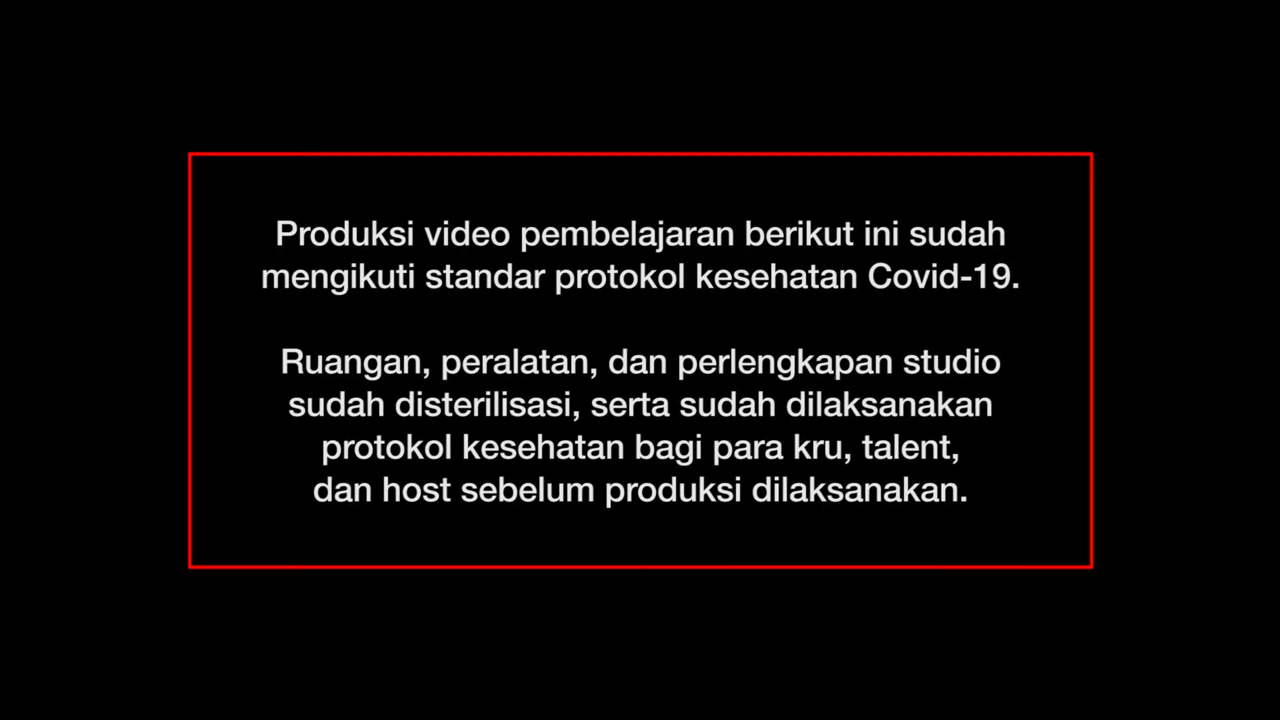 Produksi video pembelajaran berikut ini sudah
mengikuti standar protokol kesehatan Covid-19.
Ruangan, peralatan, dan perlengkapan studio
sudah disterilisasi, serta sudah dilaksanakan
protokol kesehatan bagi para kru, talent,
dan host sebelum produksi dilaksanakan.